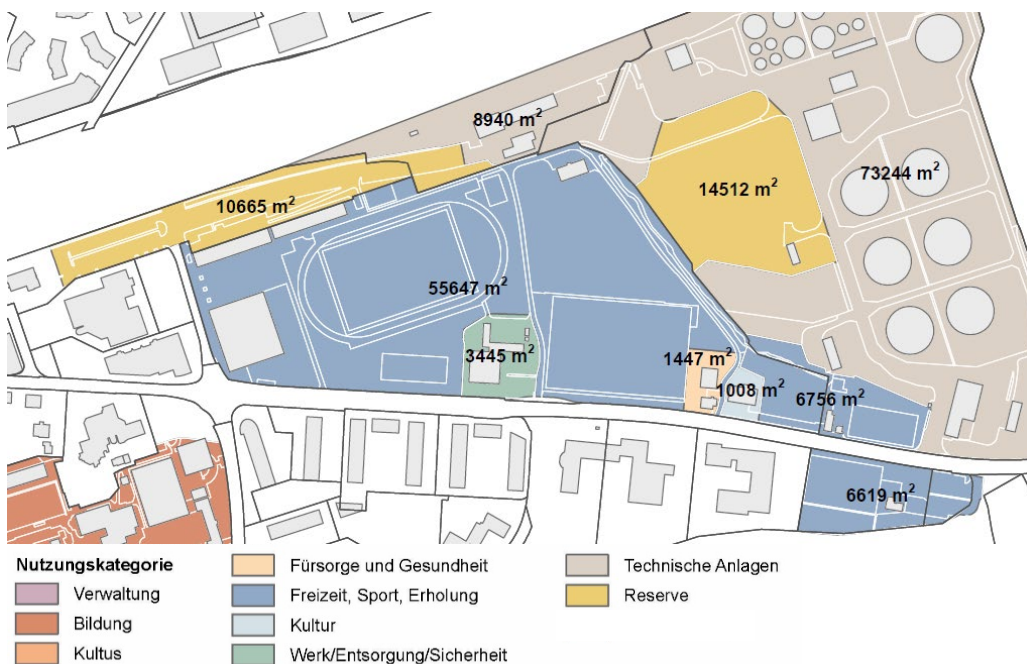 8940 m²
73244 m²
14512 m²
10665 m²
55647 m²
3445 m²
1447 m²
1008 m²
6756 m²
6619 m²
Nutzungskategorie
Verwaltung
Bildung
Kultus
Fürsorge und Gesundheit
Freizeit, Sport, Erholung
Kultur
Werk/Entsorgung/Sicherheit
Technische Anlagen
Reserve